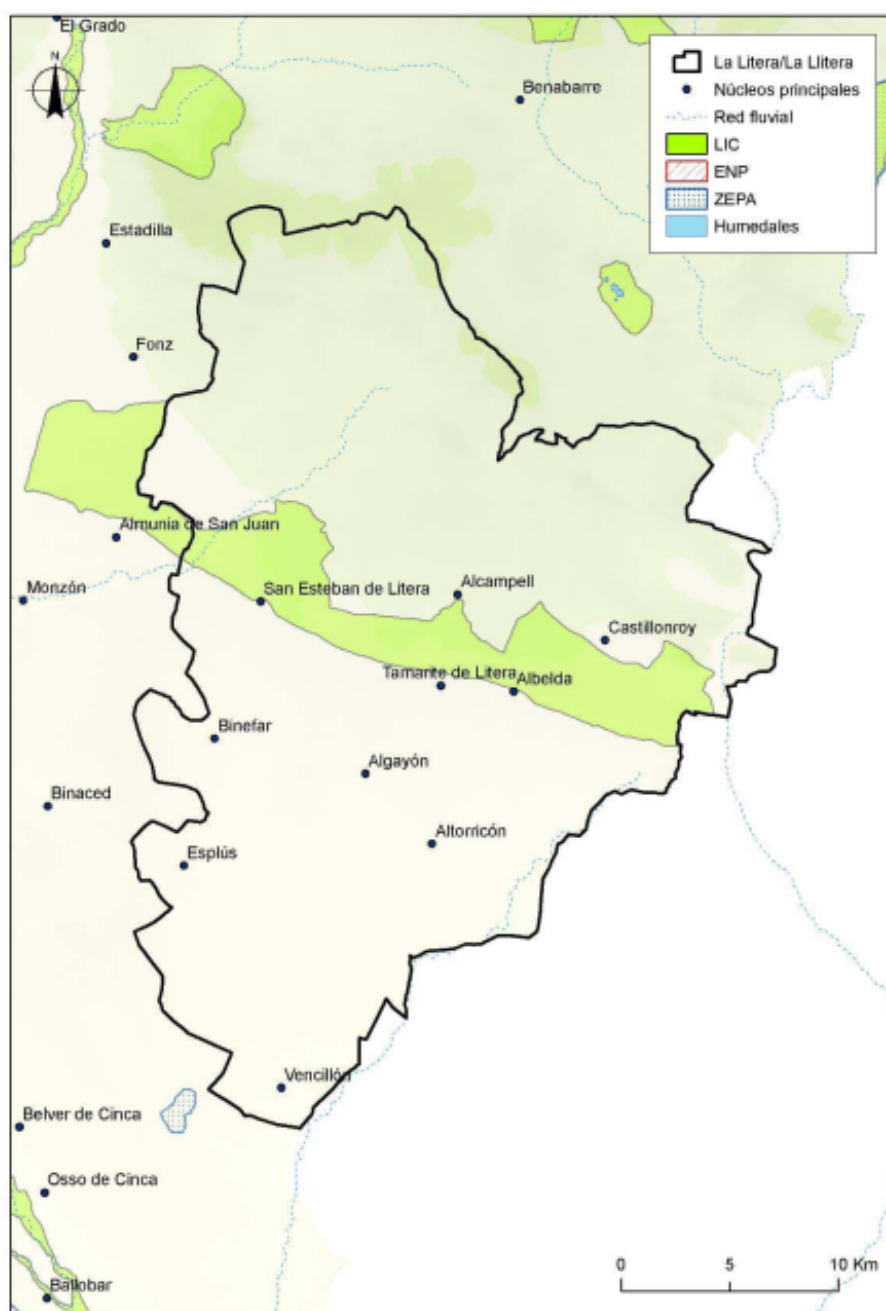 El Grado
N
Benabarre
La Litera/La Llitera
Núcleos principales
Red fluvial
LIC
ENP
ZEPA
Humedales
Estadilla
Fonz
Almunia de San Juan
Monzón
San Esteban de Litera
Alcampell
Castillonroy
Tamarite de Litera
Albelda
Binefar
Algayón
Binaced
Altorricón
Esplús
Vencillón
Belver de Cinca
Osso de Cinca
Ballobar
0 5 10 Km